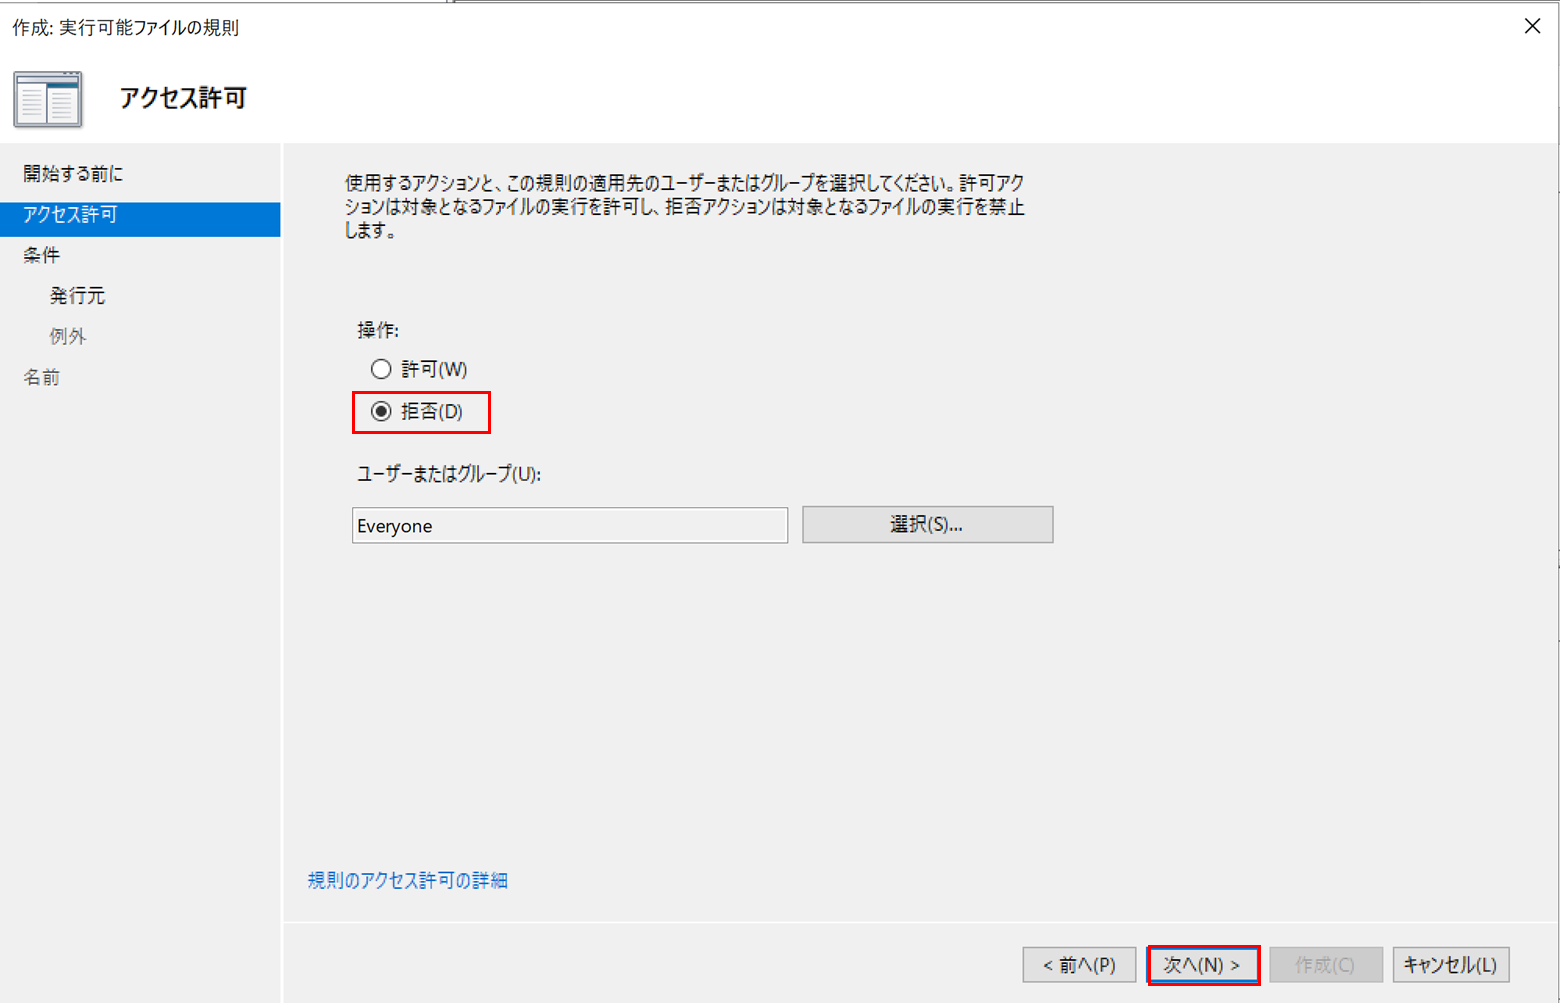 作成: 実行可能ファイルの規則
アクセス許可
開始する前に
アクセス許可
条件
発行元
例外
名前
使用するアクションと、この規則の適用先のユーザーまたはグループを選択してください。許可アク
ションは対象となるファイルの実行を許可し、拒否アクションは対象となるファイルの実行を禁止
します。
操作:
許可(W)
拒否(D)
ユーザーまたはグループ(U):
Everyone
選択(S)...
規則のアクセス許可の詳細
< 前へ(P)
次へ(N) >
作成(C)
キャンセル(L)